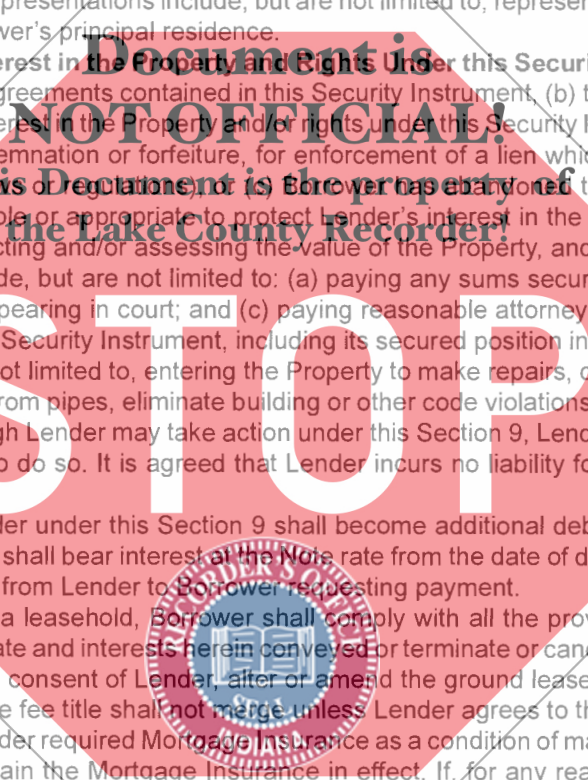 presentations include, but are not limited to, represen
wer's principal residence.
Document is
erest in the Property and Rights Under this Securi
greements contained in this Security Instrument, (b) t
NOT OFFICIAL!
erest in the Property and/or rights under this Security I
emnation or forfeiture, for enforcement of a lien whic
is Document is the property of
ws or regulations), or (c) Borrower has abandoned t
ble or appropriate to protect Lender's interest in the
the Lake County Recorder!
cting and/or assessing the value of the Property, and
de, but are not limited to: (a) paying any sums secur
STOP
pearing in court; and (c) paying reasonable attorney
Security Instrument, including its secured position in
ot limited to, entering the Property to make repairs, c
rom pipes, eliminate building or other code violations
gh Lender may take action under this Section 9, Lend
o do so. It is agreed that Lender incurs no liability fo
der under this Section 9 shall become additional deb
shall bear interest at the Note rate from the date of d
from Lender to Borrower requesting payment.
RECORDER'S OFFICE
a leasehold, Borrower shall comply with all the prov
ate and interests herein conveyed or terminate or canc
consent of Lender, alter or amend the ground lease
SEAL
e fee title shall not merge unless Lender agrees to th
der required Mortgage Insurance as a condition of ma
INDIANA
ain the Mortgage Insurance in effect. If, for any rea